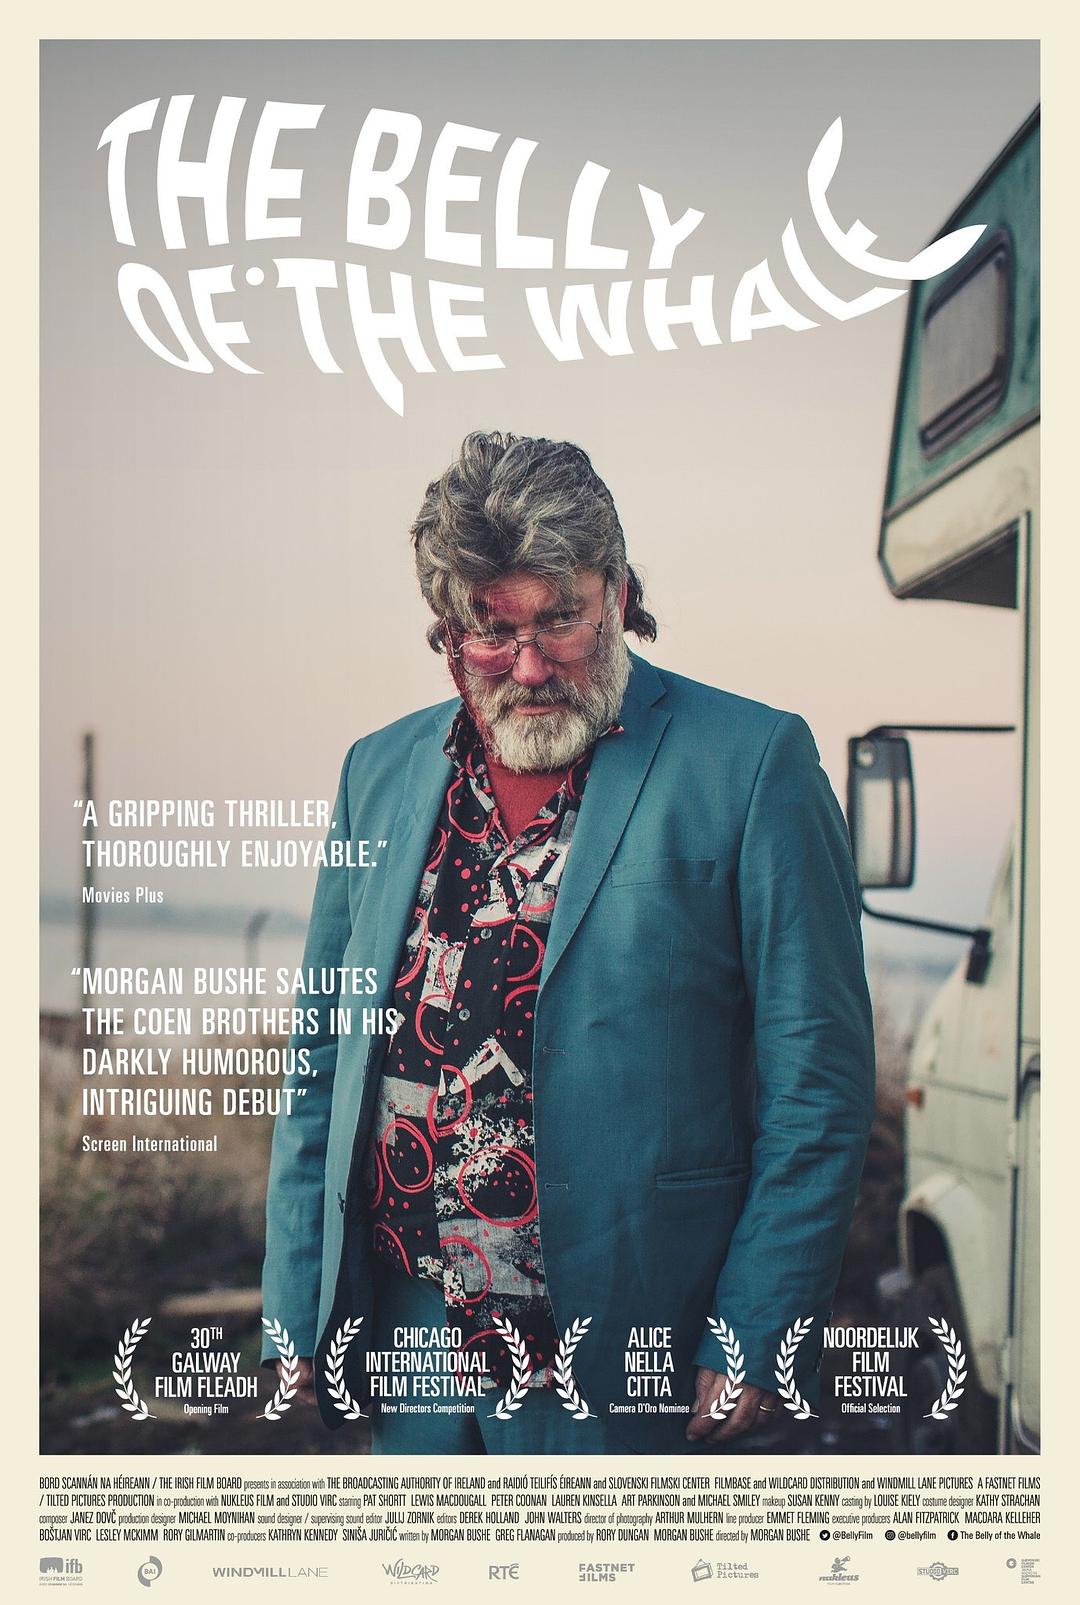 THE BELLY
OF THE WHALE
“A GRIPPING THRILLER,
THOROUGHLY ENJOYABLE.”
Movies Plus
“MORGAN BUSHE SALUTES
THE COEN BROTHERS IN HIS
DARKLY HUMOROUS,
INTRIGUING DEBUT”
Screen International
30TH
GALWAY
FILM FLEADH
Opening Film
CHICAGO
INTERNATIONAL
FILM FESTIVAL
New Directors Competition
ALICE
NELLA
CITTA
Camera D'Oro Nominee
NOORDELIJK
FILM
FESTIVAL
Official Selection
BORD SCANNÁN NA HÉIREANN / THE IRISH FILM BOARD presents in association with THE BROADCASTING AUTHORITY OF IRELAND and RAIDIÓ TEILIFÍS ÉIREANN and SLOVENSKI FILMSKI CENTER FILMBASE and WILDCARD DISTRIBUTION and WINDMILL LANE PICTURES A FASTNET FILMS
/ TILTED PICTURES PRODUCTION in co-production with NUKLEUS FILM and STUDIO VIRC starring PAT SHORTT LEWIS MACDOUGALL PETER COONAN LAUREN KINSELLA ART PARKINSON and MICHAEL SMILEY makeup SUSAN KENNY casting by LOUISE KIELY costume designer KATHY STRACHAN
composer JANEZ DOVČ production designer MICHAEL MOYNIHAN sound designer / supervising sound editor JULIJ ZORNIK editors DEREK HOLLAND JOHN WALTERS director of photography ARTHUR MULHERN line producer EMMET FLEMING executive producers ALAN FITZPATRICK MACDARA KELLEHER
BOŠTJAN VIRC LESLEY MCKIMM RORY GILMARTIN co-producers KATHRYN KENNEDY SINIŠA JURIČIĆ written by MORGAN BUSHE GREG FLANAGAN produced by RORY DUNGAN MORGAN BUSHE directed by MORGAN BUSHE @BellyFilm @bellyfilm The Belly of the Whale
ifb
IRISH FILM BOARD
BAI
WINDMILL LANE
WILDCARD
DISTRIBUTION
RTÉ
FASTNET
FILMS
Tilted
Pictures
nukleus
STUDIO VIRC